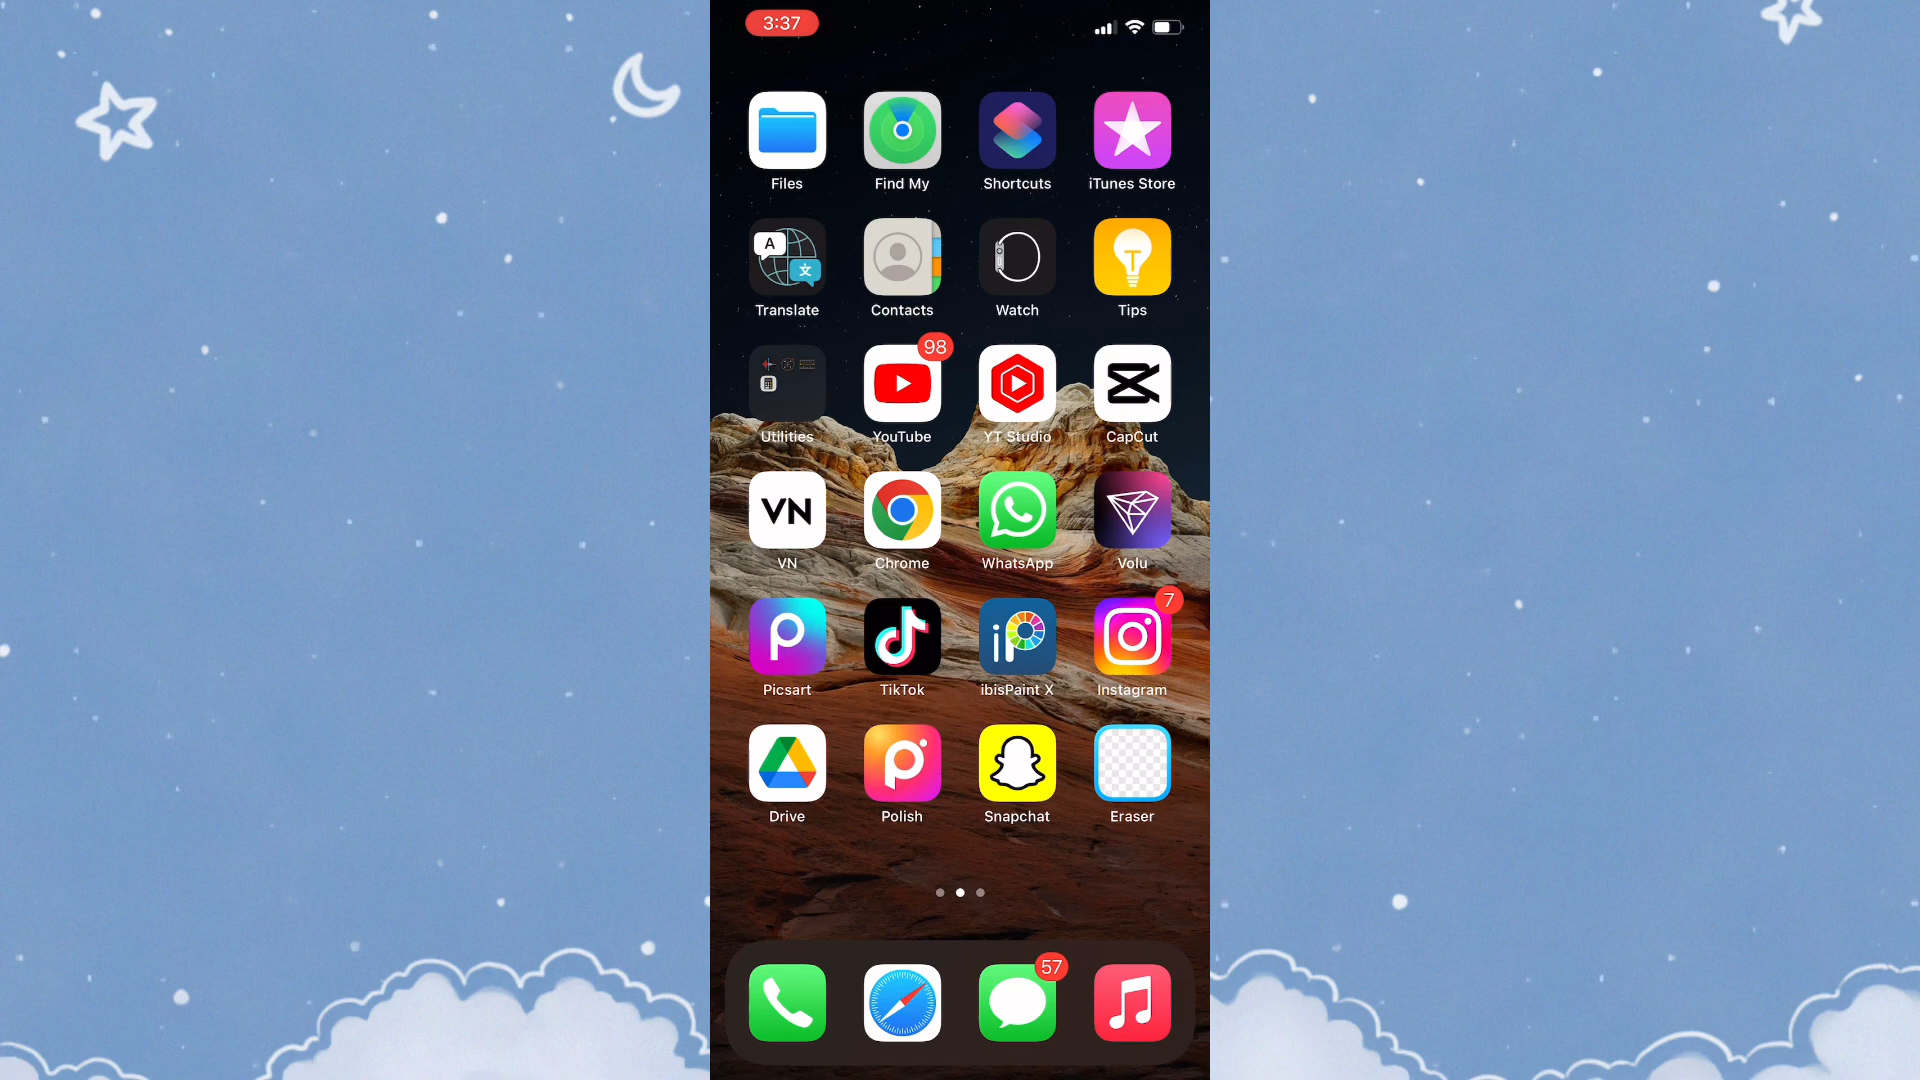 3:37
Files Find My Shortcuts iTunes Store
A 文
Translate Contacts Watch Tips
98
Utilities YouTube YT Studio CapCut
VN
VN Chrome WhatsApp Volu
7
iP
Picsart TikTok ibisPaint X Instagram
Drive Polish Snapchat Eraser
57